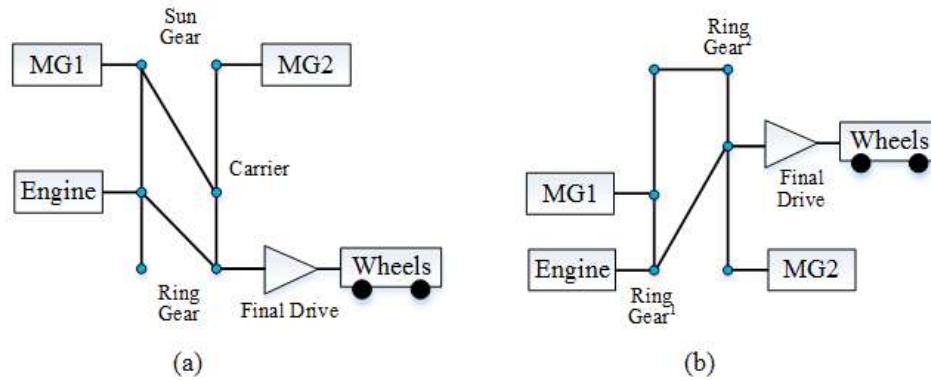 Sun
Gear
MG1
MG2
Engine
Carrier
Ring
Gear
Wheels
Final Drive
(a)
Ring
Gear²
Wheels
Final
Drive
MG1
Engine
MG2
Ring
Gear¹
(b)